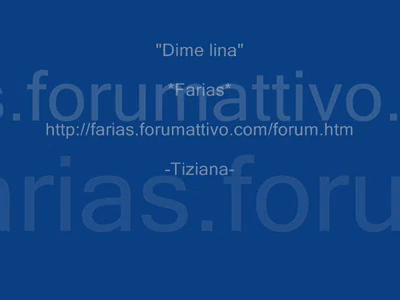 "Dime lina"
*Farias*
s.forumattivo.
http://farias.forumattivo.com/forum.htm
-Tiziana-
arias.foru